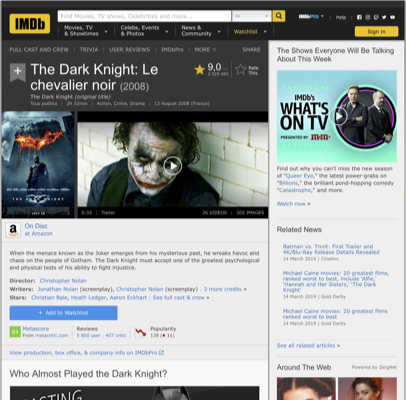 IMDb
Find Movies, TV shows, Celebrities and more...
All
IMDbPro
Help
Movies, TV
& Showtimes
Celebs, Events
& Photos
News &
Community
Watchlist
Sign in
FULL CAST AND CREW | TRIVIA | USER REVIEWS | IMDbPro | MORE
SHARE
The Dark Knight: Le
chevalier noir (2008)
The Dark Knight (original title)
Tous publics | 2h 32min | Action, Crime, Drama | 13 August 2008 (France)
9,0
Rate
This
0:32 | Trailer
26 VIDEOS | 302 IMAGES
On Disc
at Amazon
When the menace known as the Joker emerges from his mysterious past, he wreaks havoc and
chaos on the people of Gotham. The Dark Knight must accept one of the greatest psychological
and physical tests of his ability to fight injustice.
Director: Christopher Nolan
Writers: Jonathan Nolan (screenplay), Christopher Nolan (screenplay) | 3 more credits »
Stars: Christian Bale, Heath Ledger, Aaron Eckhart | See full cast & crew »
+ Add to Watchlist
Metascore
From metacritic.com
Reviews
Popularity
View production, box office, & company info on IMDbPro
Who Almost Played the Dark Knight?
CASTING
The Shows Everyone Will Be Talking
About This Week
IMDb's
WHAT'S
ON TV
PRESENTED BY m&m's
Find out why you can't miss the new season
of "Queer Eye," the latest power-grabs on
"Billions," the brilliant pond-hopping comedy
"Catastrophe," and more.
Watch now »
Related News
Batman vs. Tmnt: First Trailer and
4K/Blu-Ray Release Details Revealed
14 March 2019 | Cinelinx
Michael Caine movies: 20 greatest films,
ranked worst to best, include 'Alfie,'
'Hannah and Her Sisters,' 'The Dark
Knight'
14 March 2019 | Gold Derby
Michael Caine movies: 20 greatest films
ranked worst to best
14 March 2019 | Gold Derby
See all related articles »
Around The Web
Powered by ZergNet